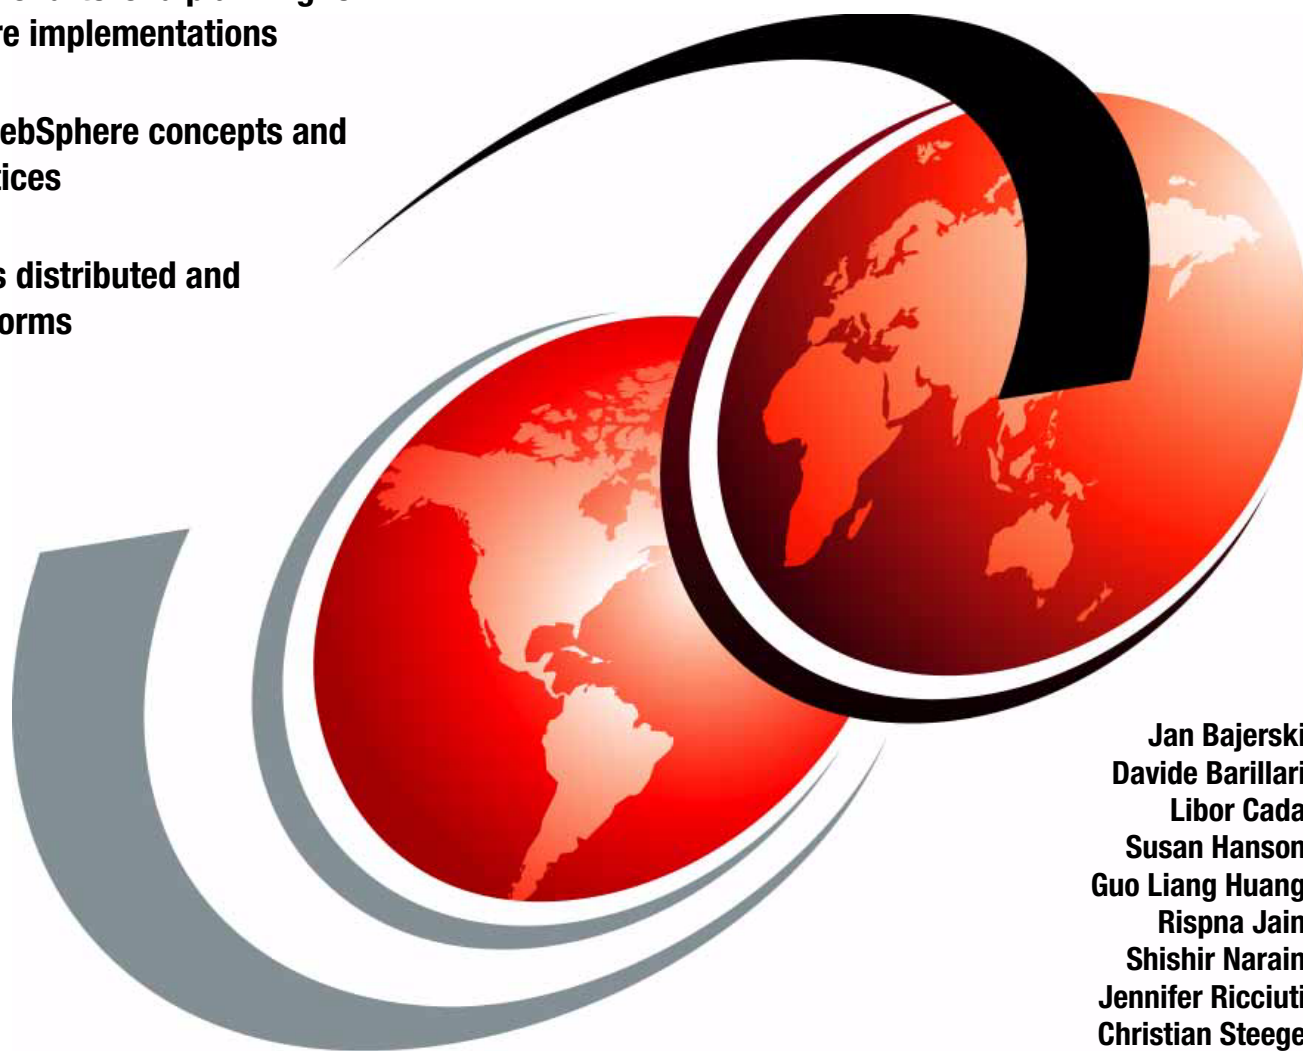 re implementations
ebSphere concepts and
tices
s distributed and
orms
Jan Bajerski
Davide Barillari
Libor Cada
Susan Hanson
Guo Liang Huang
Rispna Jain
Shishir Narain
Jennifer Ricciuti
Christian Steege